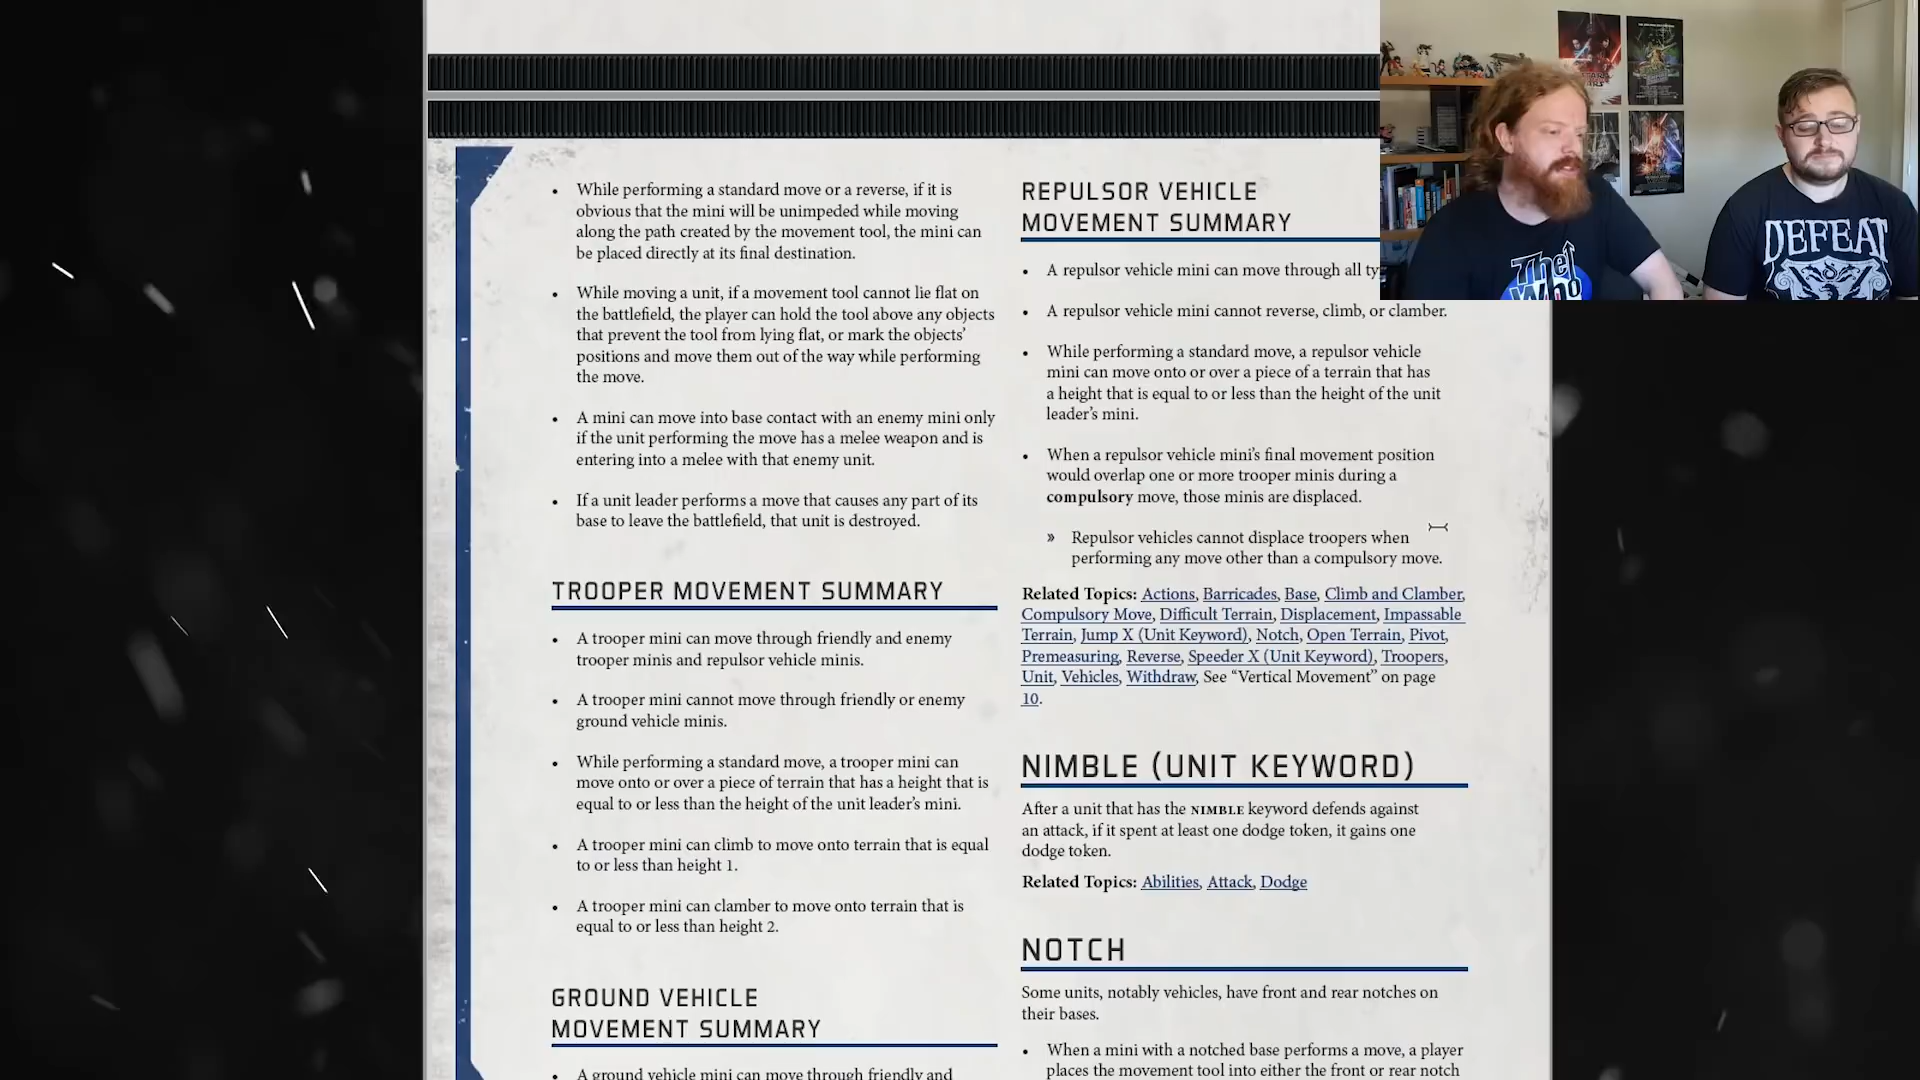 While performing a standard move or a reverse, if it is
obvious that the mini will be unimpeded while moving
along the path created by the movement tool, the mini can
be placed directly at its final destination.
While moving a unit, if a movement tool cannot lie flat on
the battlefield, the player can hold the tool above any objects
that prevent the tool from lying flat, or mark the objects’
positions and move them out of the way while performing
the move.
A mini can move into base contact with an enemy mini only
if the unit performing the move has a melee weapon and is
entering into a melee with that enemy unit.
If a unit leader performs a move that causes any part of its
base to leave the battlefield, that unit is destroyed.
TROOPER MOVEMENT SUMMARY
A trooper mini can move through friendly and enemy
trooper minis and repulsor vehicle minis.
A trooper mini cannot move through friendly or enemy
ground vehicle minis.
While performing a standard move, a trooper mini can
move onto or over a piece of terrain that has a height that is
equal to or less than the height of the unit leader’s mini.
A trooper mini can climb to move onto terrain that is equal
to or less than height 1.
A trooper mini can clamber to move onto terrain that is
equal to or less than height 2.
GROUND VEHICLE
MOVEMENT SUMMARY
A ground vehicle mini can move through friendly and
REPULSOR VEHICLE
MOVEMENT SUMMARY
A repulsor vehicle mini can move through all ty
A repulsor vehicle mini cannot reverse, climb, or clamber.
While performing a standard move, a repulsor vehicle
mini can move onto or over a piece of a terrain that has
a height that is equal to or less than the height of the unit
leader’s mini.
When a repulsor vehicle mini’s final movement position
would overlap one or more trooper minis during a
compulsory move, those minis are displaced.
» Repulsor vehicles cannot displace troopers when
performing any move other than a compulsory move.
Related Topics: Actions, Barricades, Base, Climb and Clamber,
Compulsory Move, Difficult Terrain, Displacement, Impassable
Terrain, Jump X (Unit Keyword), Notch, Open Terrain, Pivot,
Premeasuring, Reverse, Speeder X (Unit Keyword), Troopers,
Unit, Vehicles, Withdraw, See “Vertical Movement” on page
10.
NIMBLE (UNIT KEYWORD)
After a unit that has the NIMBLE keyword defends against
an attack, if it spent at least one dodge token, it gains one
dodge token.
Related Topics: Abilities, Attack, Dodge
NOTCH
Some units, notably vehicles, have front and rear notches on
their bases.
When a mini with a notched base performs a move, a player
places the movement tool into either the front or rear notch
The
Who
DEFEAT